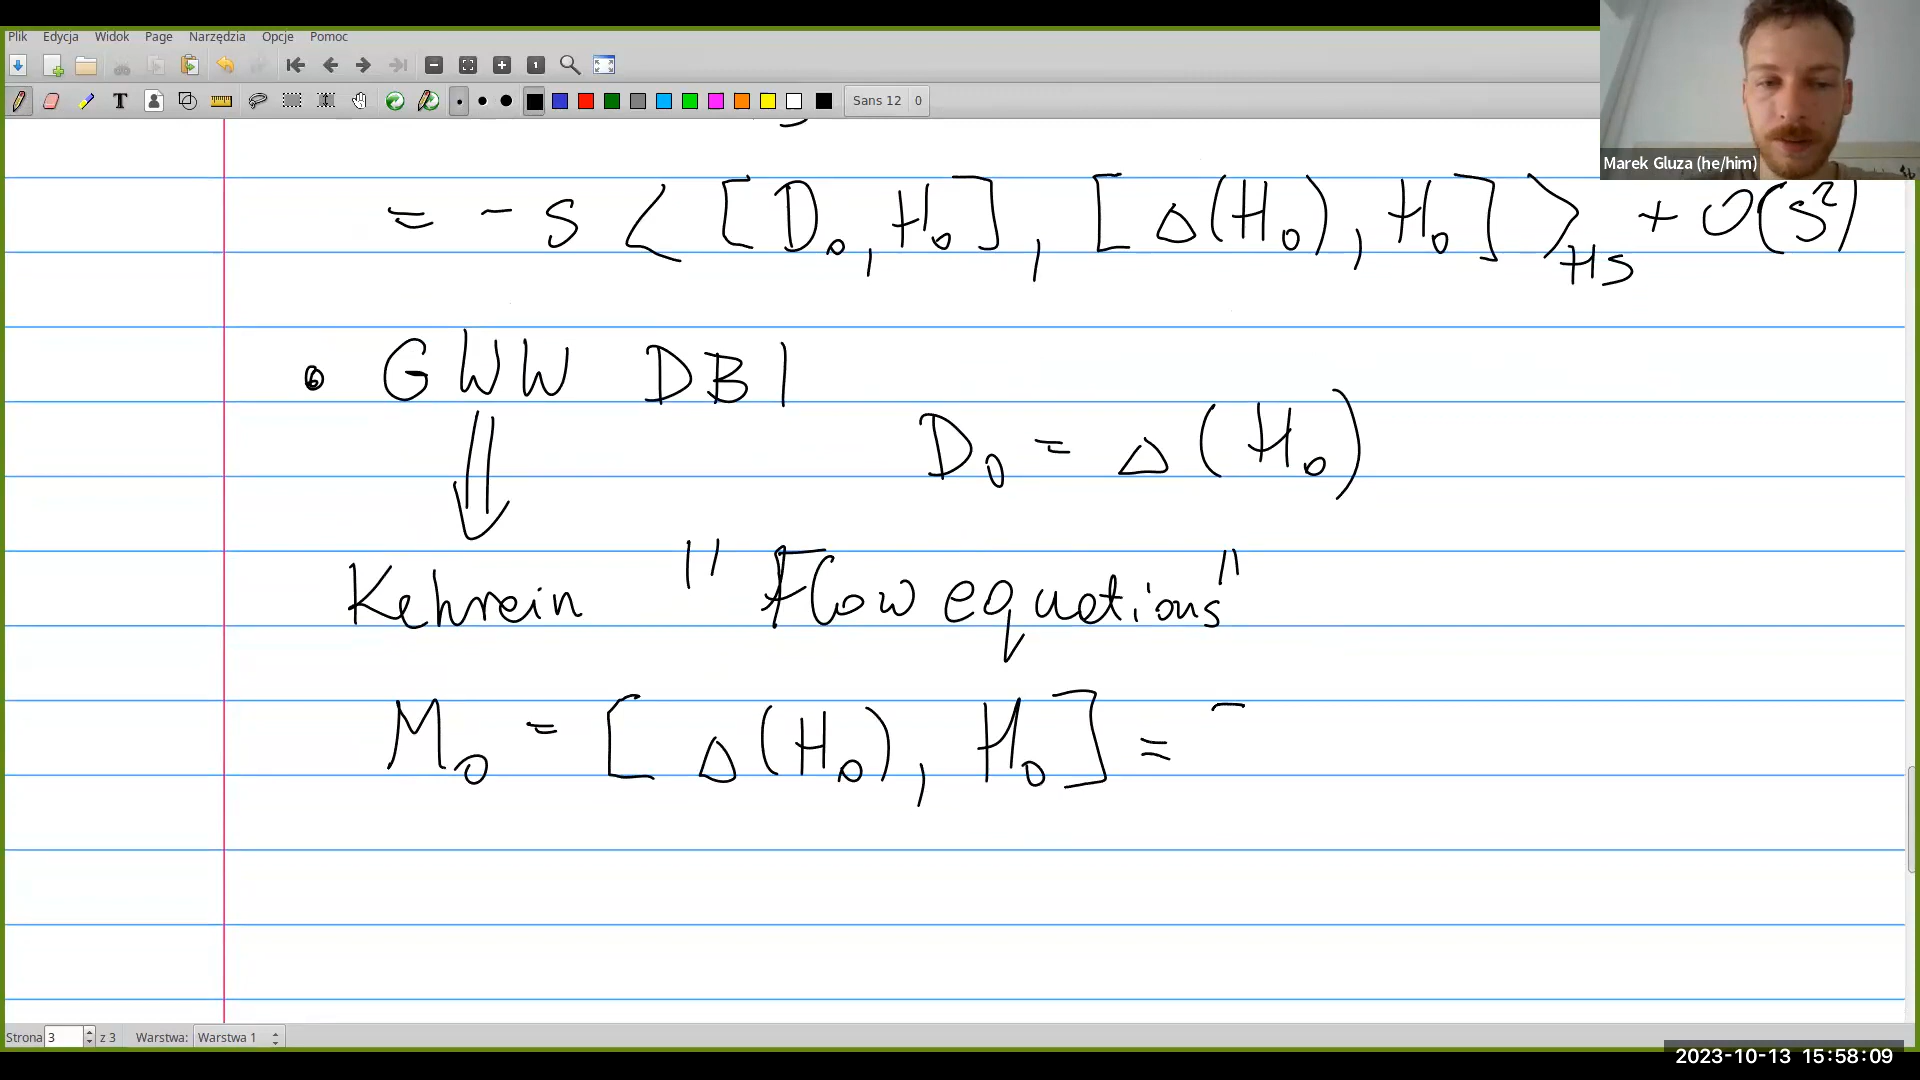 Plik Edycja Widok Page Narzędzia Opcje Pomoc
Sans 12 0
Marek Gluza (he/him)
= - s ⟨ [D₀, H₀], [Δ(H₀), H₀] ⟩_HS + O(s²)
• GWW DBI
⇓ D₀ = Δ(H₀)
Kehrein "Flow equations"
M₀ = [Δ(H₀), H₀] = -
Strona 3 z 3 Warstwa: Warstwa 1
2023-10-13 15:58:09